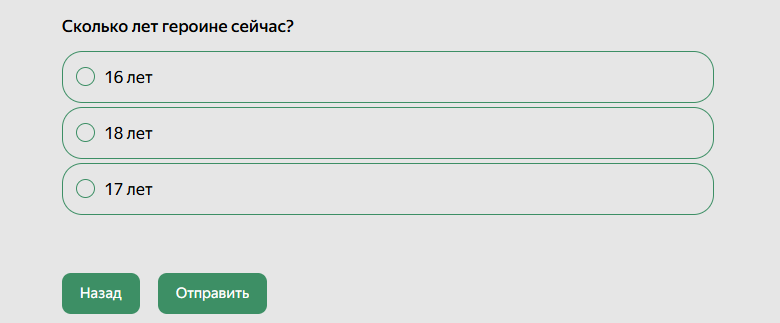 Сколько лет героине сейчас?
16 лет
18 лет
17 лет
Назад Отправить